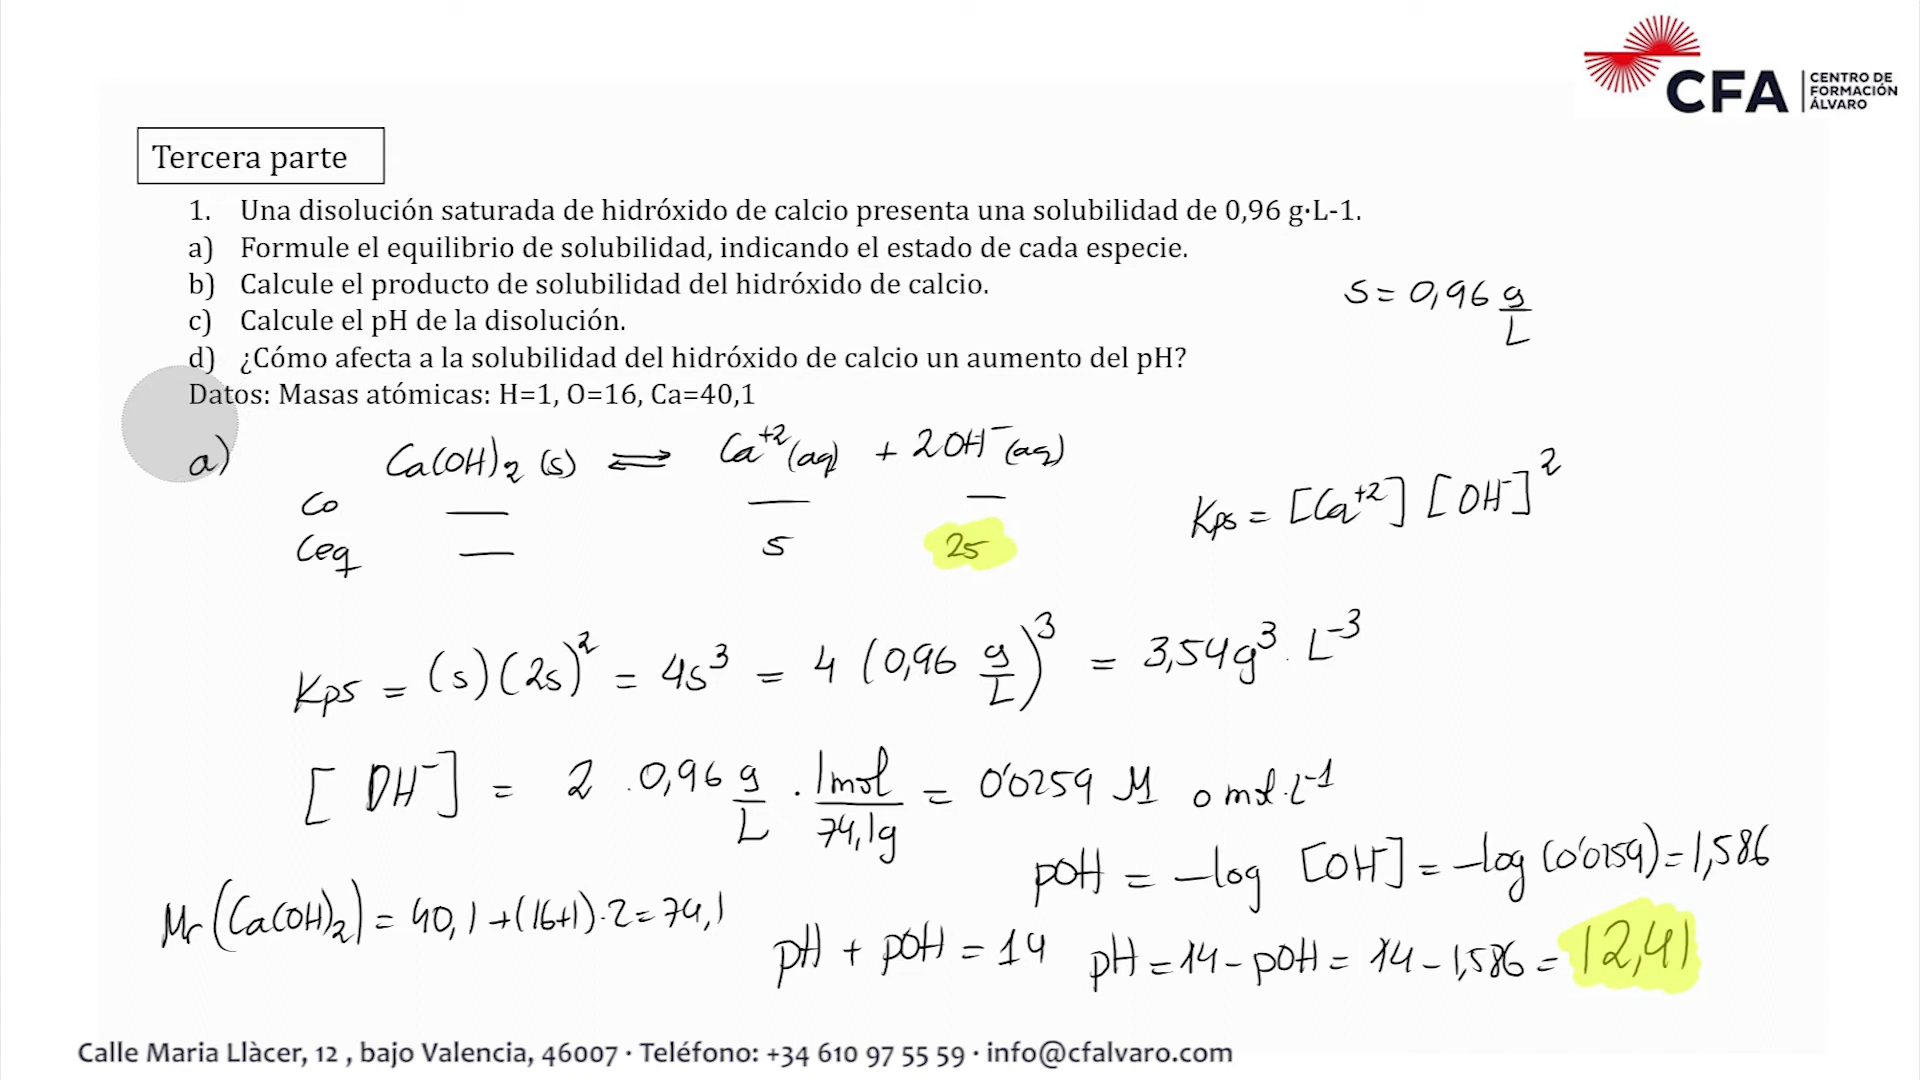 CFA CENTRO DE FORMACIÓN ÁLVARO
Tercera parte
1. Una disolución saturada de hidróxido de calcio presenta una solubilidad de 0,96 g·L-1.
a) Formule el equilibrio de solubilidad, indicando el estado de cada especie.
b) Calcule el producto de solubilidad del hidróxido de calcio.
c) Calcule el pH de la disolución.
d) ¿Cómo afecta a la solubilidad del hidróxido de calcio un aumento del pH?
Datos: Masas atómicas: H=1, O=16, Ca=40,1
s = 0,96 g/L
a) Ca(OH)₂ (s) ⇌ Ca⁺² (aq) + 2OH⁻ (aq)
Co — — —
Ceq — s 2s
Kps = [Ca⁺²] [OH⁻]²
Kps = (s)(2s)² = 4s³ = 4 (0,96 g/L)³ = 3,54g³ · L⁻³
[OH⁻] = 2 · 0,96 g/L · 1mol/74,1g = 0'0259 M o mol·L⁻¹
pOH = -log [OH⁻] = -log (0'0259) = 1,586
Mr (Ca(OH)₂) = 40,1 + (16+1)·2 = 74,1
pH + pOH = 14 pH = 14 - pOH = 14 - 1,586 = 12,41
Calle Maria Llàcer, 12 , bajo Valencia, 46007 · Teléfono: +34 610 97 55 59 · info@cfalvaro.com